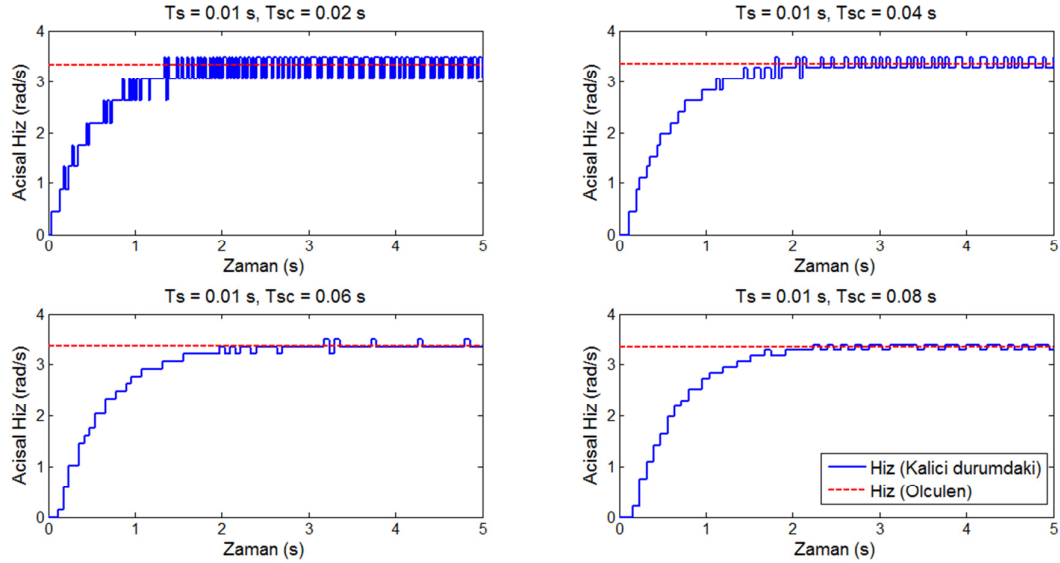 Ts = 0.01 s, Tsc = 0.02 s
Acisal Hiz (rad/s)
4
3
2
1
0
0 1 2 3 4 5
Zaman (s)
Ts = 0.01 s, Tsc = 0.04 s
Acisal Hiz (rad/s)
4
3
2
1
0
0 1 2 3 4 5
Zaman (s)
Ts = 0.01 s, Tsc = 0.06 s
Acisal Hiz (rad/s)
4
3
2
1
0
0 1 2 3 4 5
Zaman (s)
Ts = 0.01 s, Tsc = 0.08 s
Acisal Hiz (rad/s)
4
3
2
1
0
0 1 2 3 4 5
Zaman (s)
Hiz (Kalici durumdaki)
Hiz (Olculen)